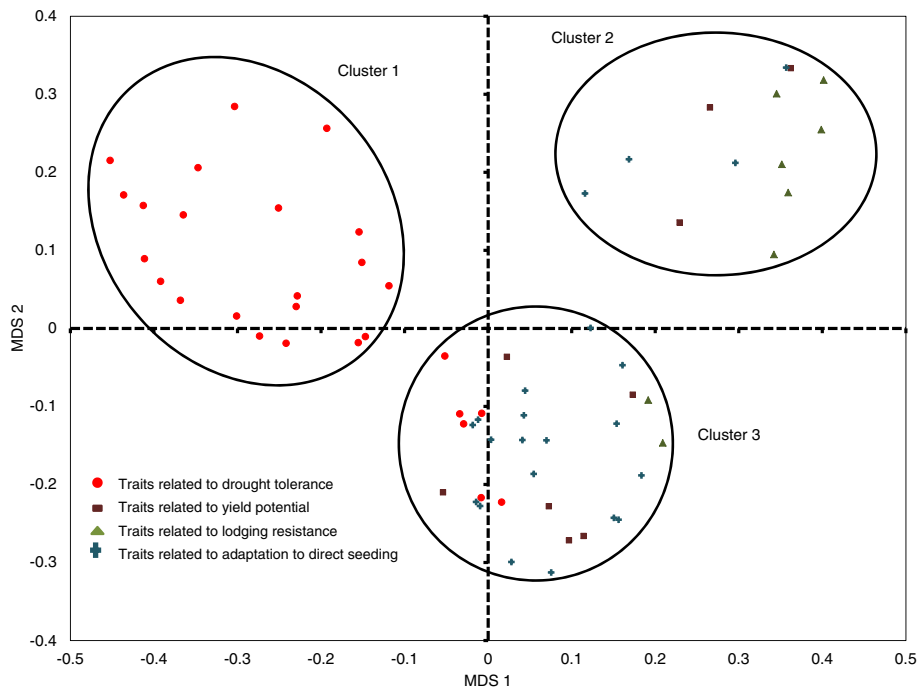 0.4
0.3
0.2
0.1
0
-0.1
-0.2
-0.3
-0.4
MDS 2
Cluster 1
Cluster 2
Cluster 3
Traits related to drought tolerance
Traits related to yield potential
Traits related to lodging resistance
Traits related to adaptation to direct seeding
-0.5 -0.4 -0.3 -0.2 -0.1 0 0.1 0.2 0.3 0.4 0.5
MDS 1